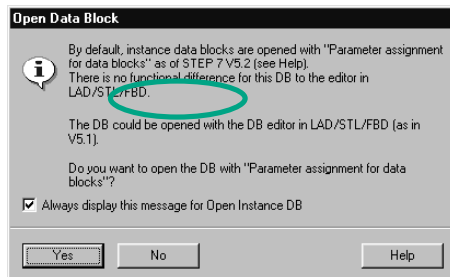 Open Data Block
By default, instance data blocks are opened with "Parameter assignment
for data blocks" as of STEP 7 V5.2 (see Help).
There is no functional difference for this DB to the editor in
LAD/STL/FBD.
The DB could be opened with the DB editor in LAD/STL/FBD (as in
V5.1).
Do you want to open the DB with "Parameter assignment for data
blocks"?
Always display this message for Open Instance DB
Yes No Help